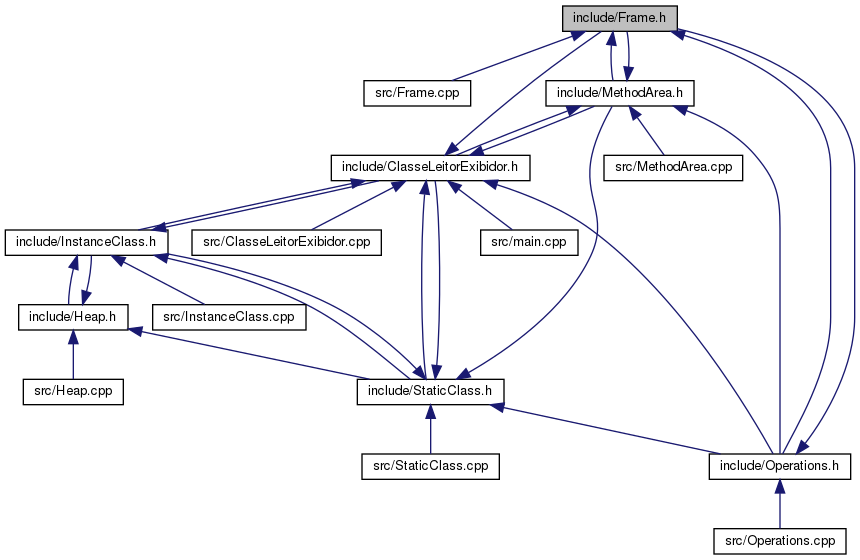 include/Frame.h
src/Frame.cpp
include/MethodArea.h
include/ClasseLeitorExibidor.h
src/MethodArea.cpp
include/InstanceClass.h
src/ClasseLeitorExibidor.cpp
src/main.cpp
include/Heap.h
src/InstanceClass.cpp
src/Heap.cpp
include/StaticClass.h
src/StaticClass.cpp
include/Operations.h
src/Operations.cpp